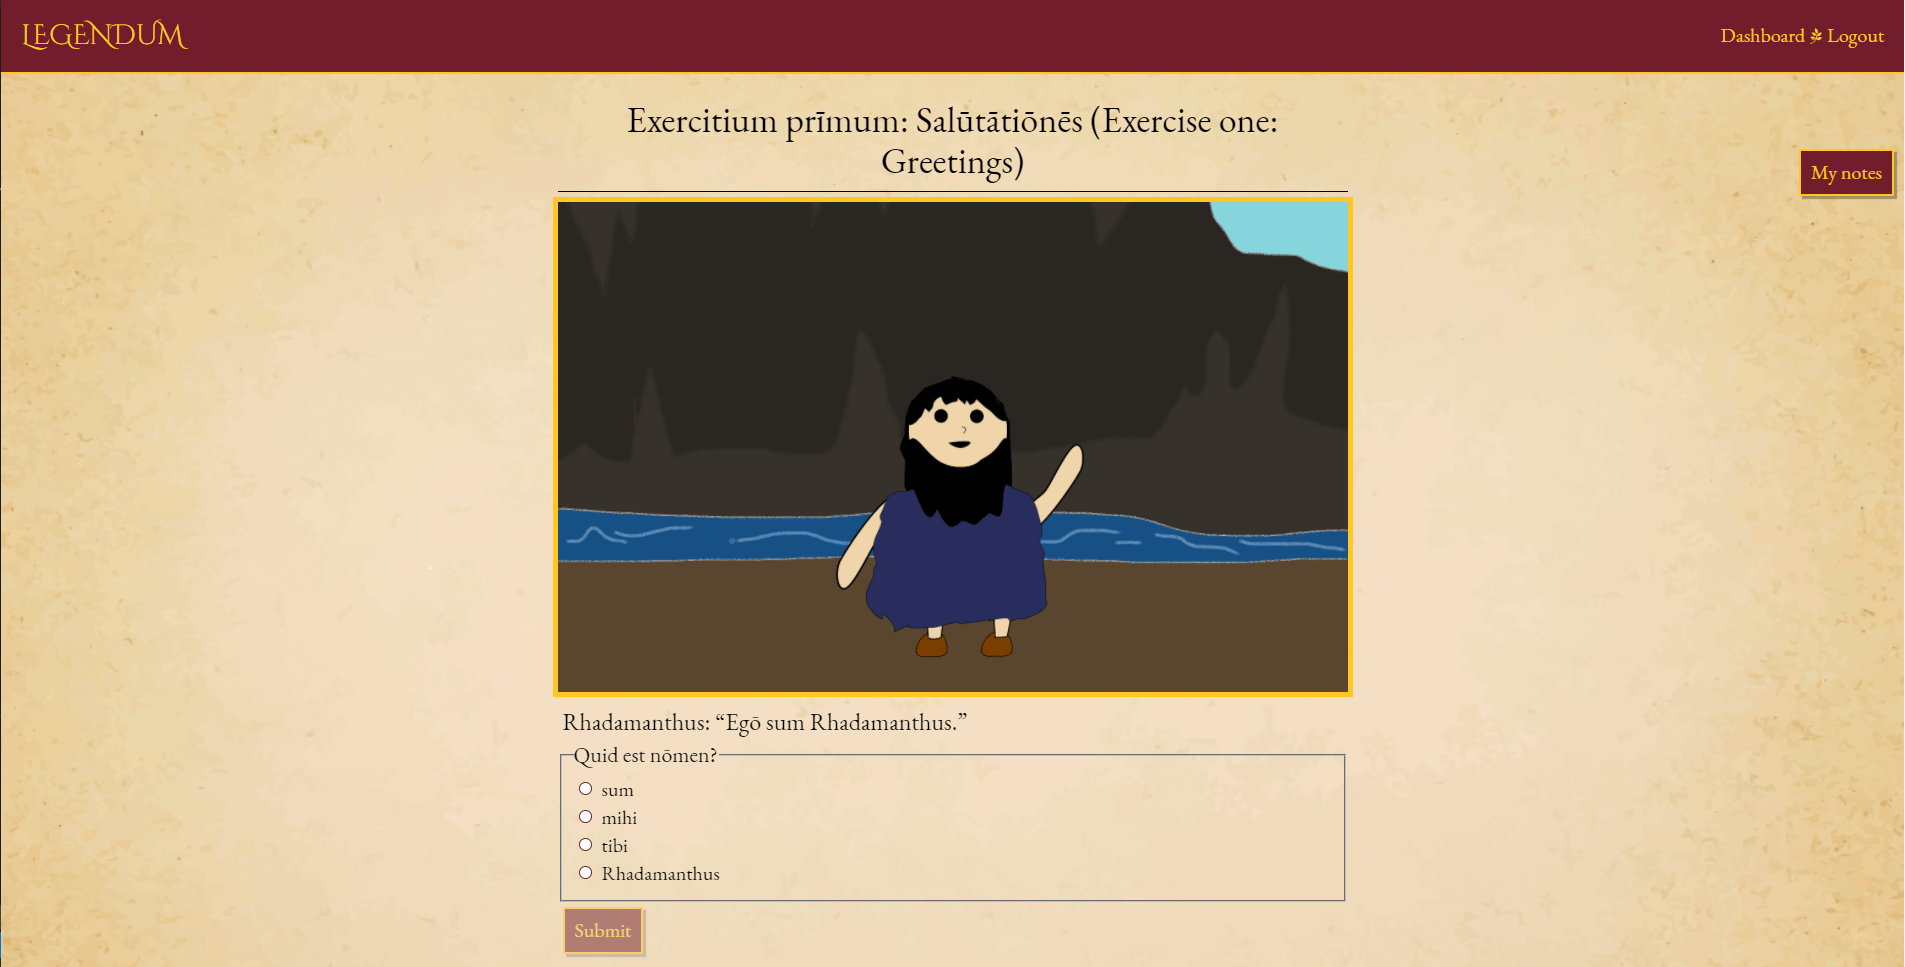 LEGENDUM
Dashboard Logout
Exercitium prīmum: Salūtātiōnēs (Exercise one:
Greetings)
My notes
Rhadamanthus: “Egō sum Rhadamanthus.”
Quid est nōmen?
sum
mihi
tibi
Rhadamanthus
Submit